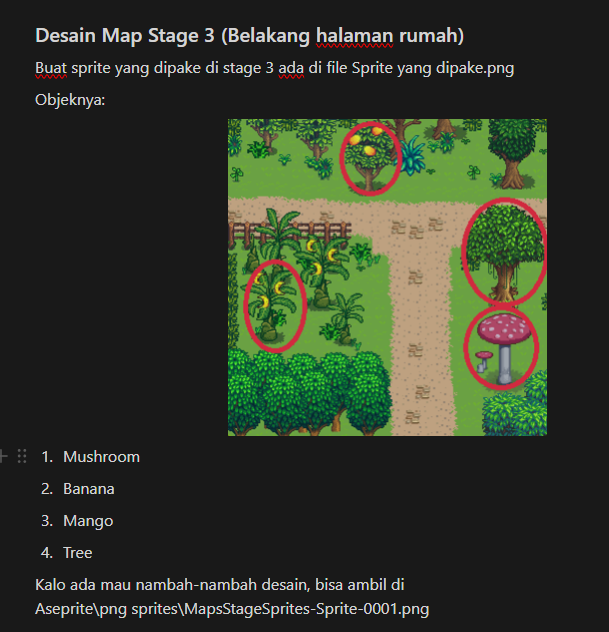 Desain Map Stage 3 (Belakang halaman rumah)
Buat sprite yang dipake di stage 3 ada di file Sprite yang dipake.png
Objeknya:
1. Mushroom
2. Banana
3. Mango
4. Tree
Kalo ada mau nambah-nambah desain, bisa ambil di
Aseprite\png sprites\MapsStageSprites-Sprite-0001.png